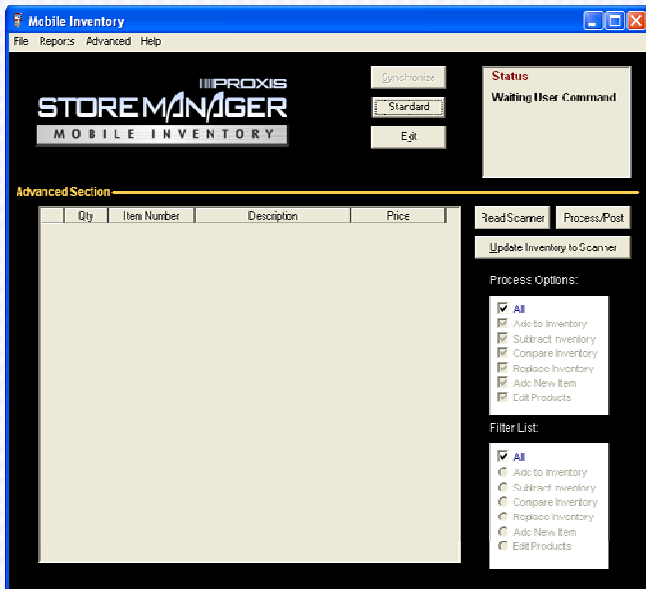 Mobile Inventory
File Reports Advanced Help
IIIPROXIS
STORE MANAGER
MOBILE INVENTORY
Synchronize
Standard
Exit
Status
Waiting User Command
Advanced Section
Qty Item Number Description Price
Read Scanner Process/Post
Update Inventory to Scanner
Process Options:
All
Add to Inventory
Subtract Inventory
Compare Inventory
Replace Inventory
Add New Item
Edit Products
Filter List:
All
Add to Inventory
Subtract Inventory
Compare Inventory
Replace Inventory
Add New Item
Edit Products